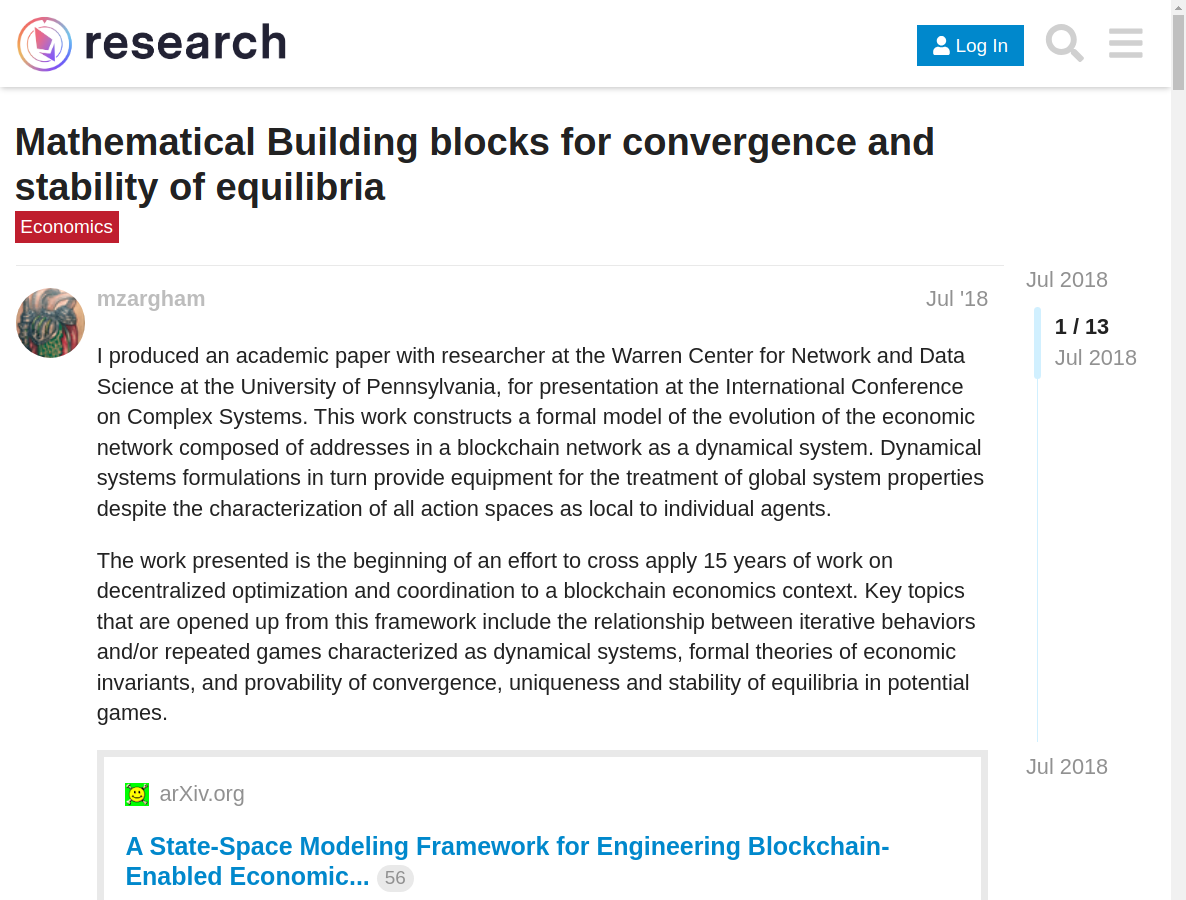 research
Log In
Mathematical Building blocks for convergence and
stability of equilibria
Economics
mzargham
Jul '18
I produced an academic paper with researcher at the Warren Center for Network and Data
Science at the University of Pennsylvania, for presentation at the International Conference
on Complex Systems. This work constructs a formal model of the evolution of the economic
network composed of addresses in a blockchain network as a dynamical system. Dynamical
systems formulations in turn provide equipment for the treatment of global system properties
despite the characterization of all action spaces as local to individual agents.
The work presented is the beginning of an effort to cross apply 15 years of work on
decentralized optimization and coordination to a blockchain economics context. Key topics
that are opened up from this framework include the relationship between iterative behaviors
and/or repeated games characterized as dynamical systems, formal theories of economic
invariants, and provability of convergence, uniqueness and stability of equilibria in potential
games.
arXiv.org
A State-Space Modeling Framework for Engineering Blockchain-
Enabled Economic... 56
Jul 2018
1 / 13
Jul 2018
Jul 2018